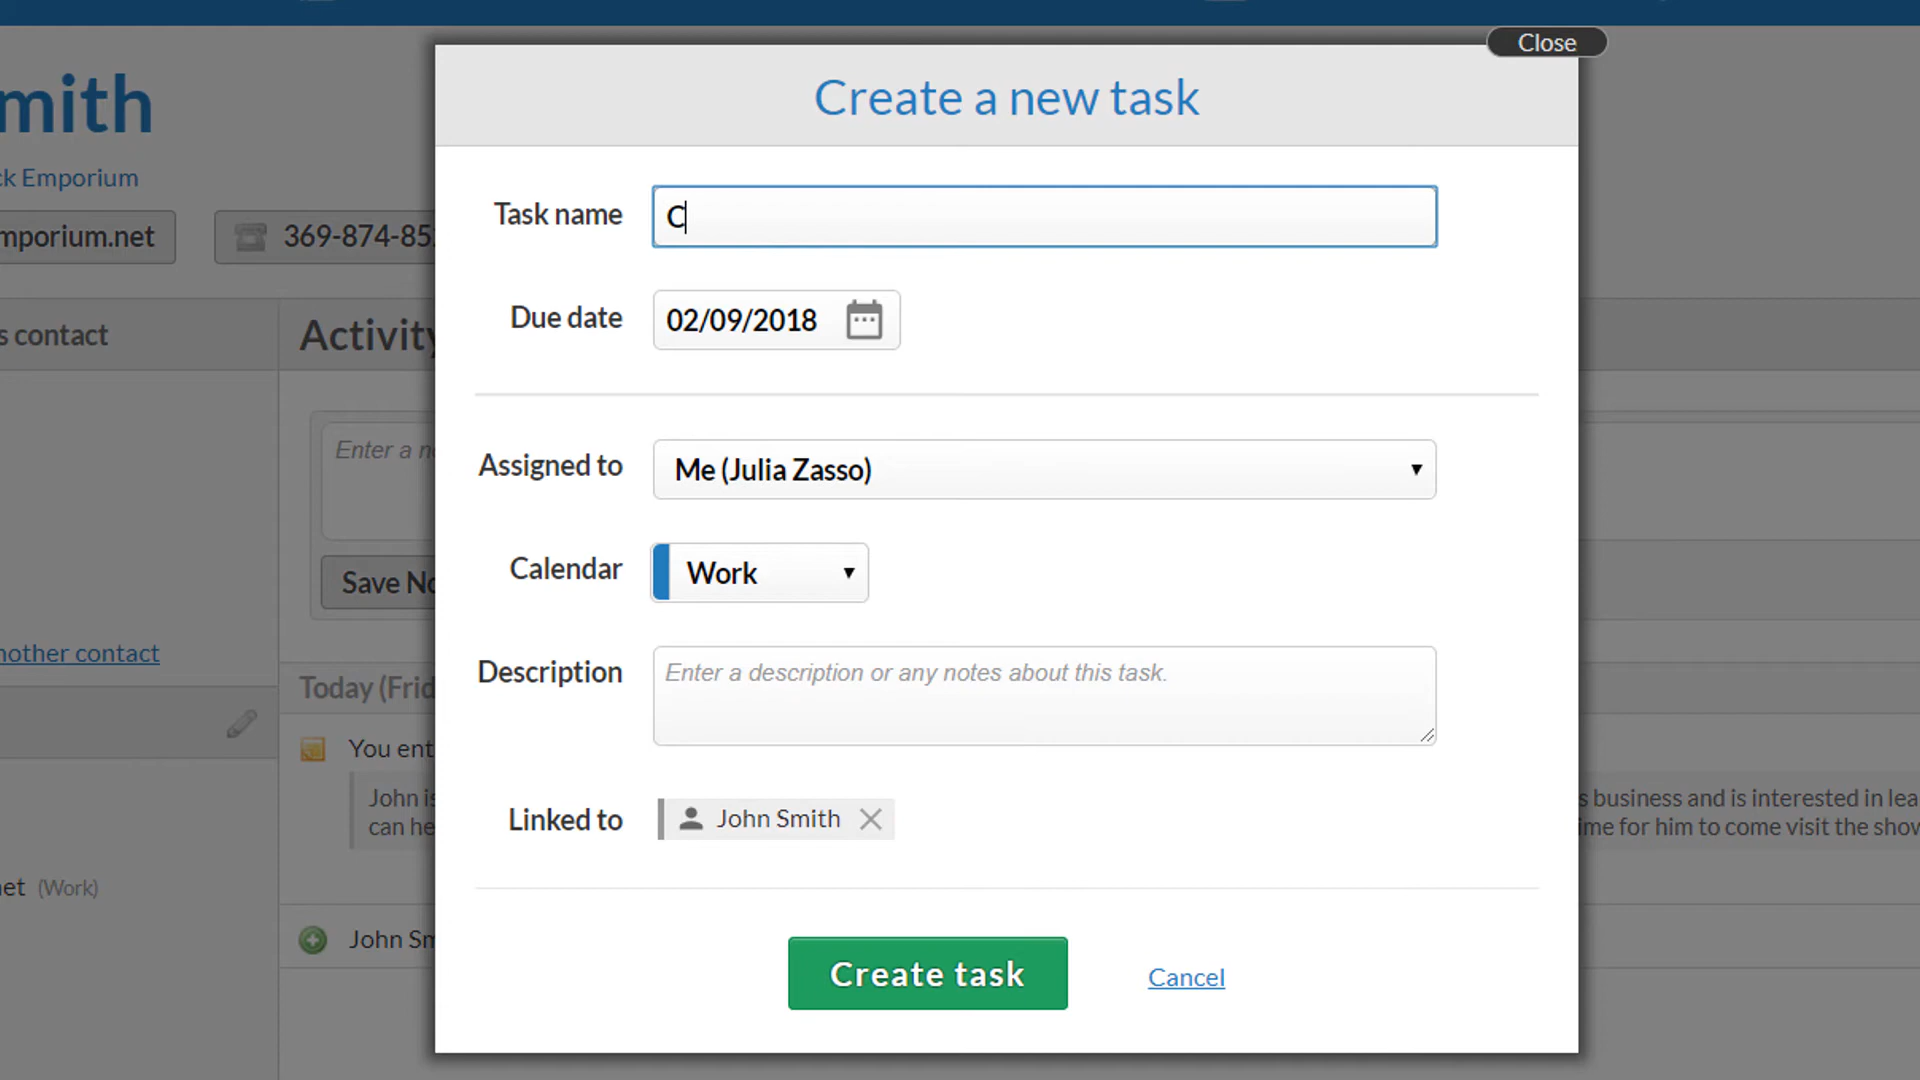 Close
Create a new task
mith
ck Emporium
mporium.net
369-874-85
Task name
C
Due date
02/09/2018
s contact
Activity
Enter a n
Save No
Assigned to
Me (Julia Zasso)
Calendar
Work
nother contact
Description
Enter a description or any notes about this task.
Today (Frid
You ent
John is
can he
s business and is interested in lea
ime for him to come visit the show
Linked to
John Smith
et (Work)
John Sm
Create task
Cancel